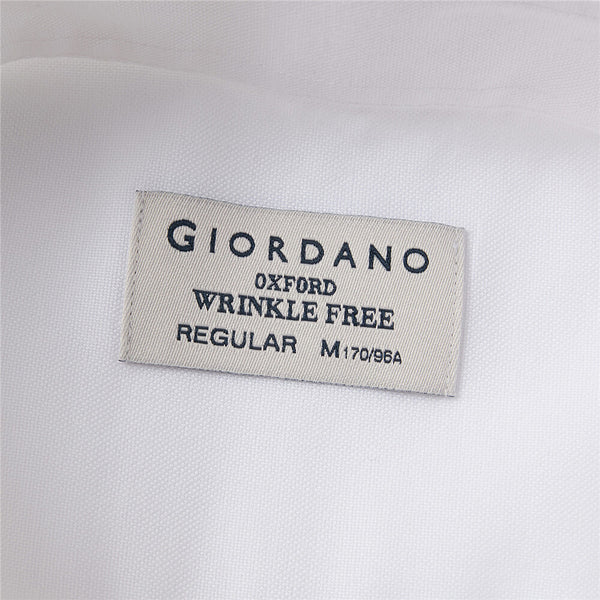 GIORDANO
OXFORD
WRINKLE FREE
REGULAR M170/96A